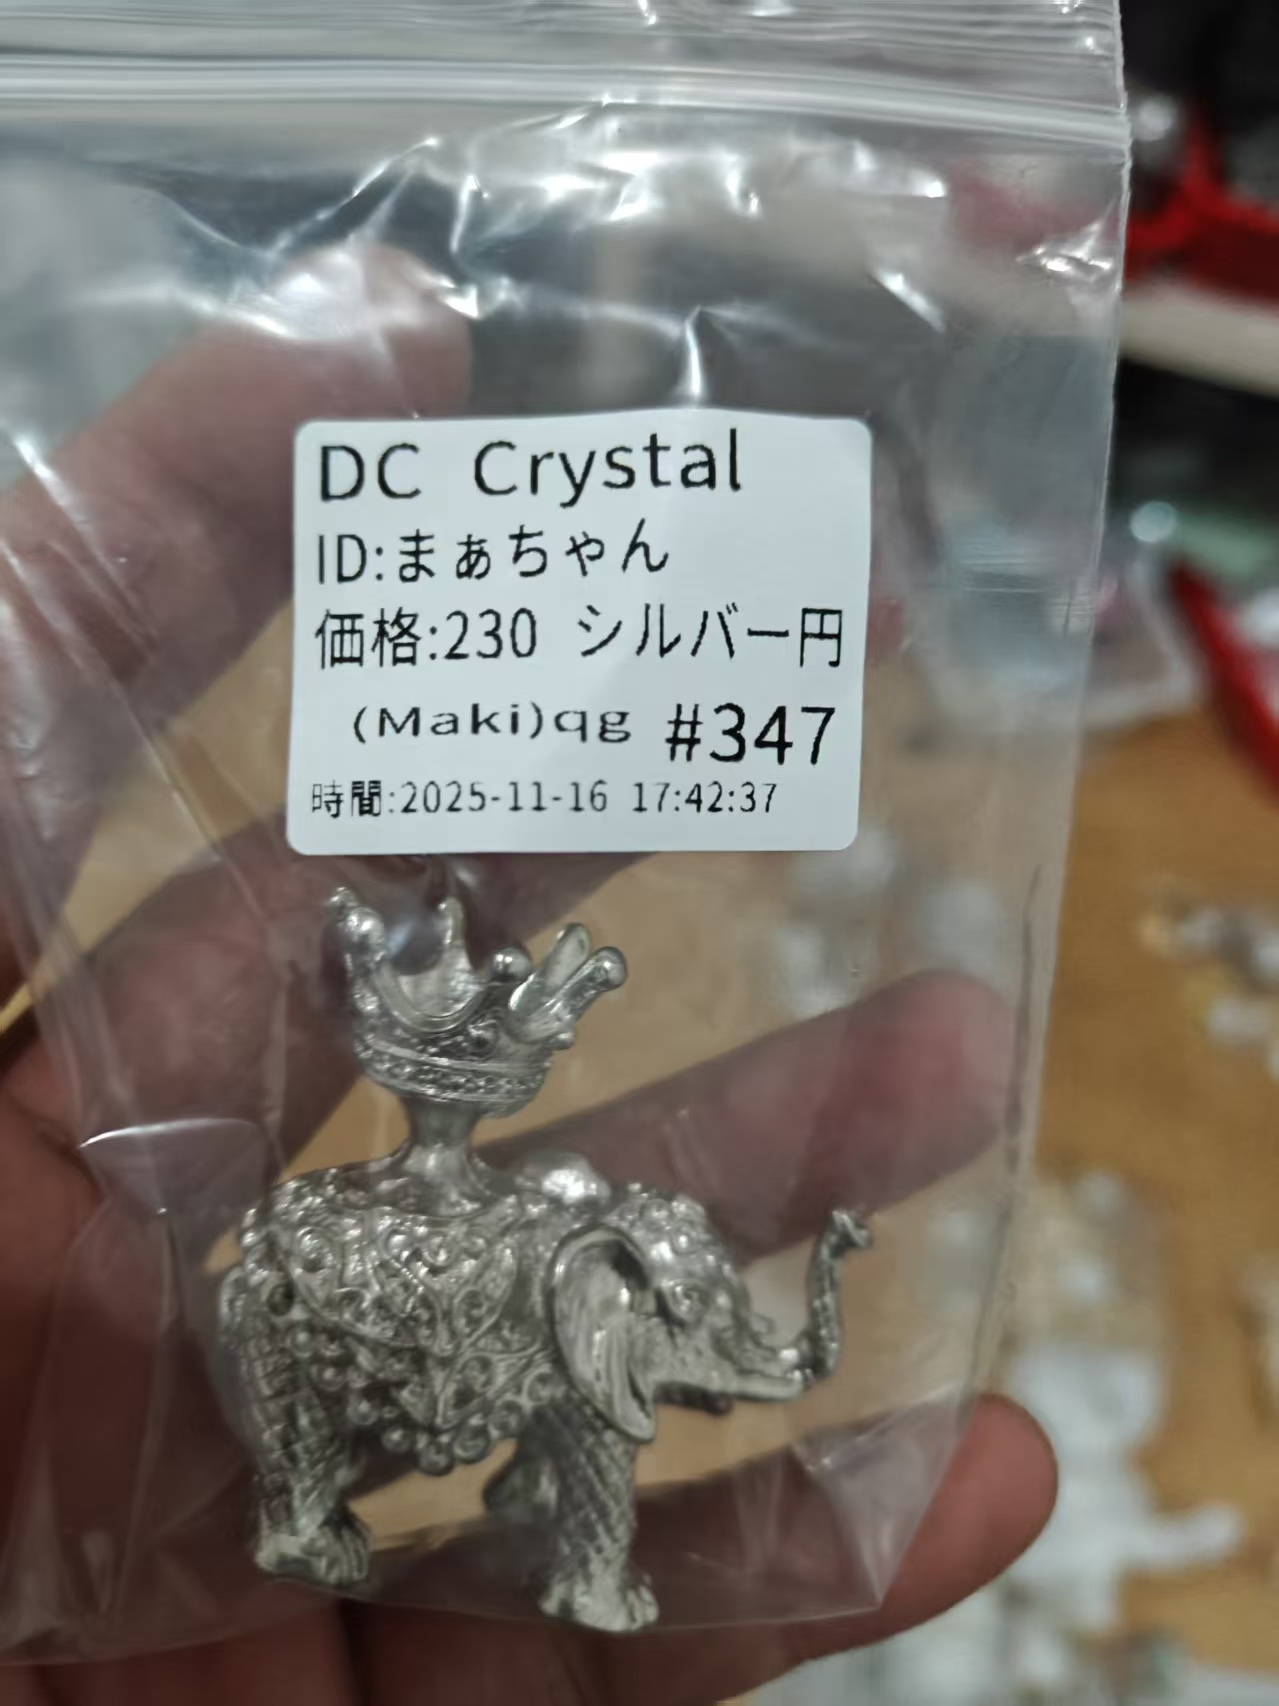 DC Crystal
ID:まぁちゃん
価格:230 シルバー円
(Maki)qg #347
時間:2025-11-16 17:42:37